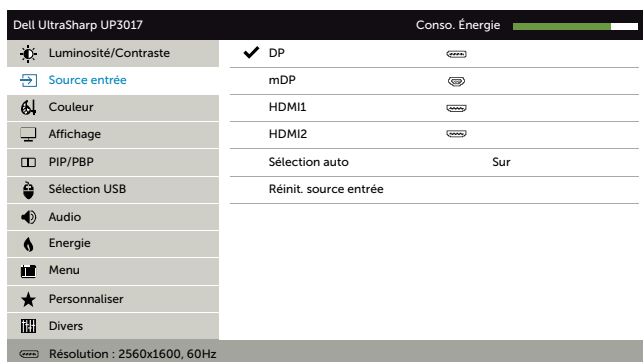 Dell UltraSharp UP3017 Conso. Énergie
Luminosité/Contraste DP
Source entrée mDP
Couleur HDMI1
Affichage HDMI2
PIP/PBP Sélection auto Sur
Sélection USB Réinit. source entrée
Audio
Energie
Menu
Personnaliser
Divers
Résolution : 2560x1600, 60Hz